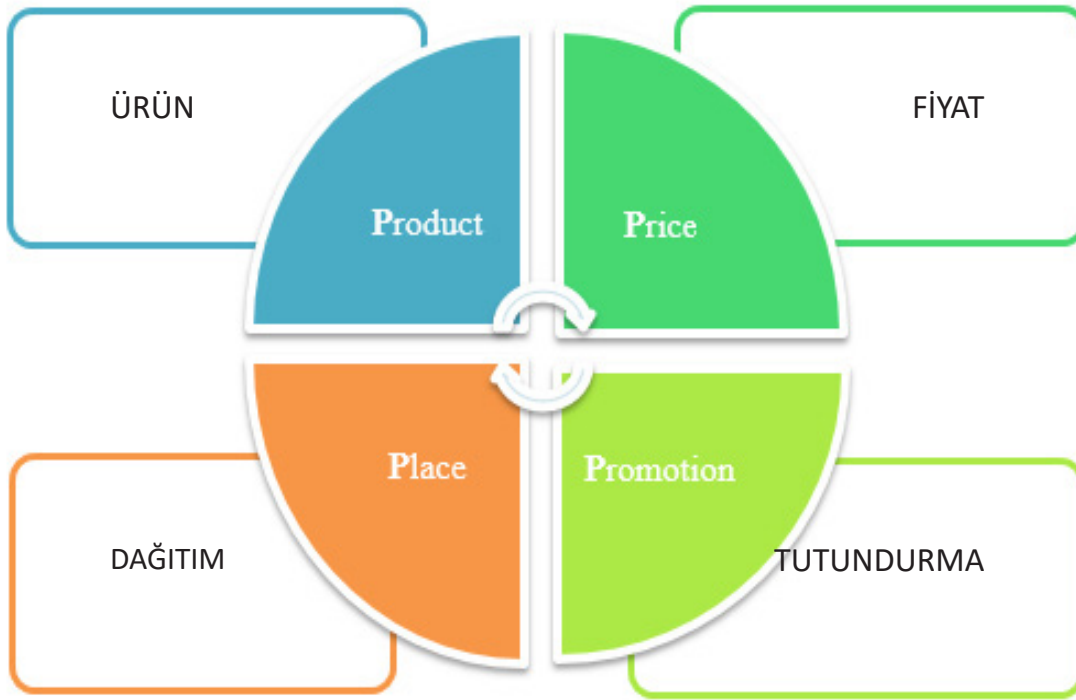 ÜRÜN
FİYAT
Product
Price
Place
Promotion
DAĞITIM
TUTUNDURMA